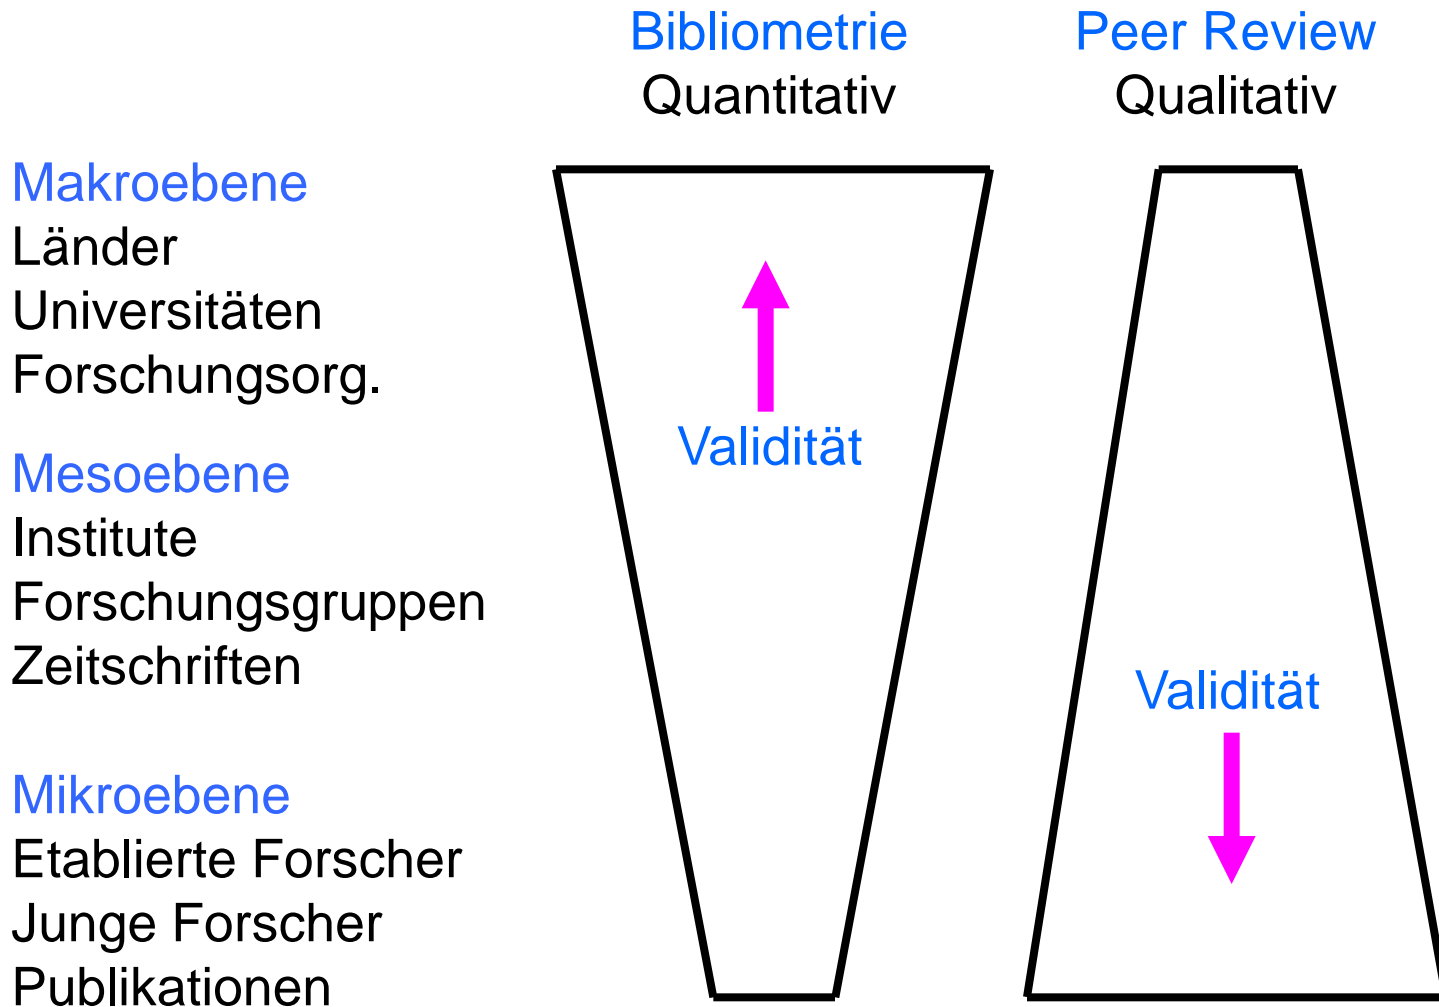 Bibliometrie
Quantitativ
Peer Review
Qualitativ
Makroebene
Länder
Universitäten
Forschungsorg.
Mesoebene
Institute
Forschungsgruppen
Zeitschriften
Mikroebene
Etablierte Forscher
Junge Forscher
Publikationen
Validität
Validität